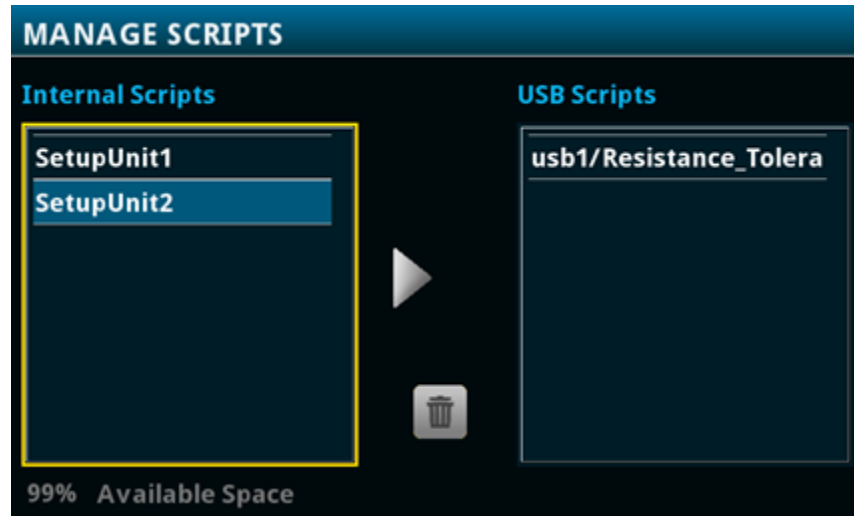 MANAGE SCRIPTS
Internal Scripts
USB Scripts
SetupUnit1
usb1/Resistance_Tolera
SetupUnit2
99% Available Space